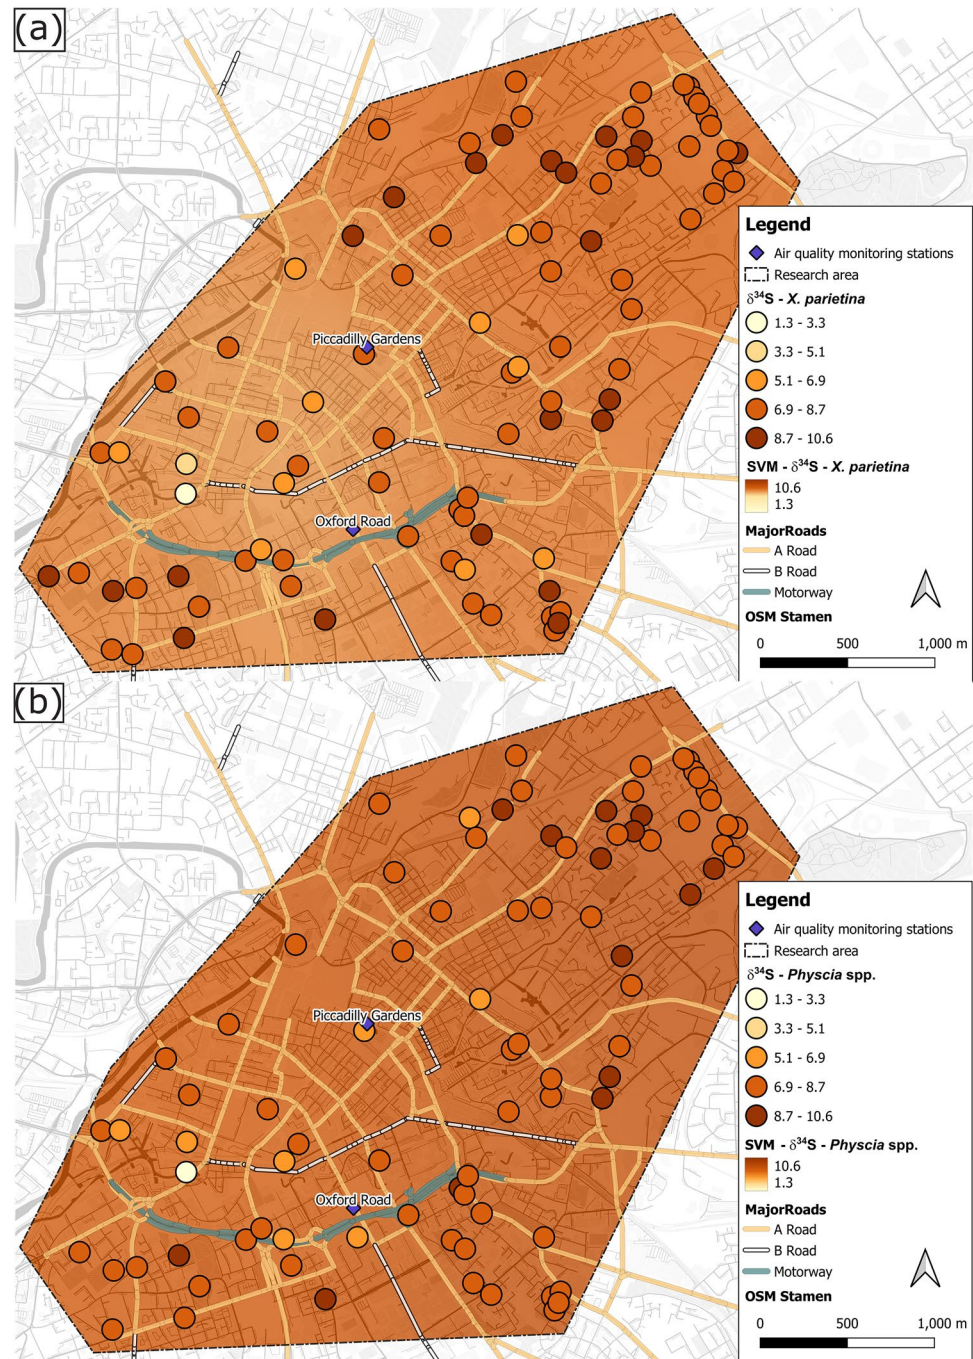 (a)
Piccadilly Gardens
Oxford Road
Legend
Air quality monitoring stations
Research area
δ³⁴S - X. parietina
1.3 - 3.3
3.3 - 5.1
5.1 - 6.9
6.9 - 8.7
8.7 - 10.6
SVM - δ³⁴S - X. parietina
10.6
1.3
MajorRoads
A Road
B Road
Motorway
OSM Stamen
0 500 1,000 m
(b)
Piccadilly Gardens
Oxford Road
Legend
Air quality monitoring stations
Research area
δ³⁴S - Physcia spp.
1.3 - 3.3
3.3 - 5.1
5.1 - 6.9
6.9 - 8.7
8.7 - 10.6
SVM - δ³⁴S - Physcia spp.
10.6
1.3
MajorRoads
A Road
B Road
Motorway
OSM Stamen
0 500 1,000 m